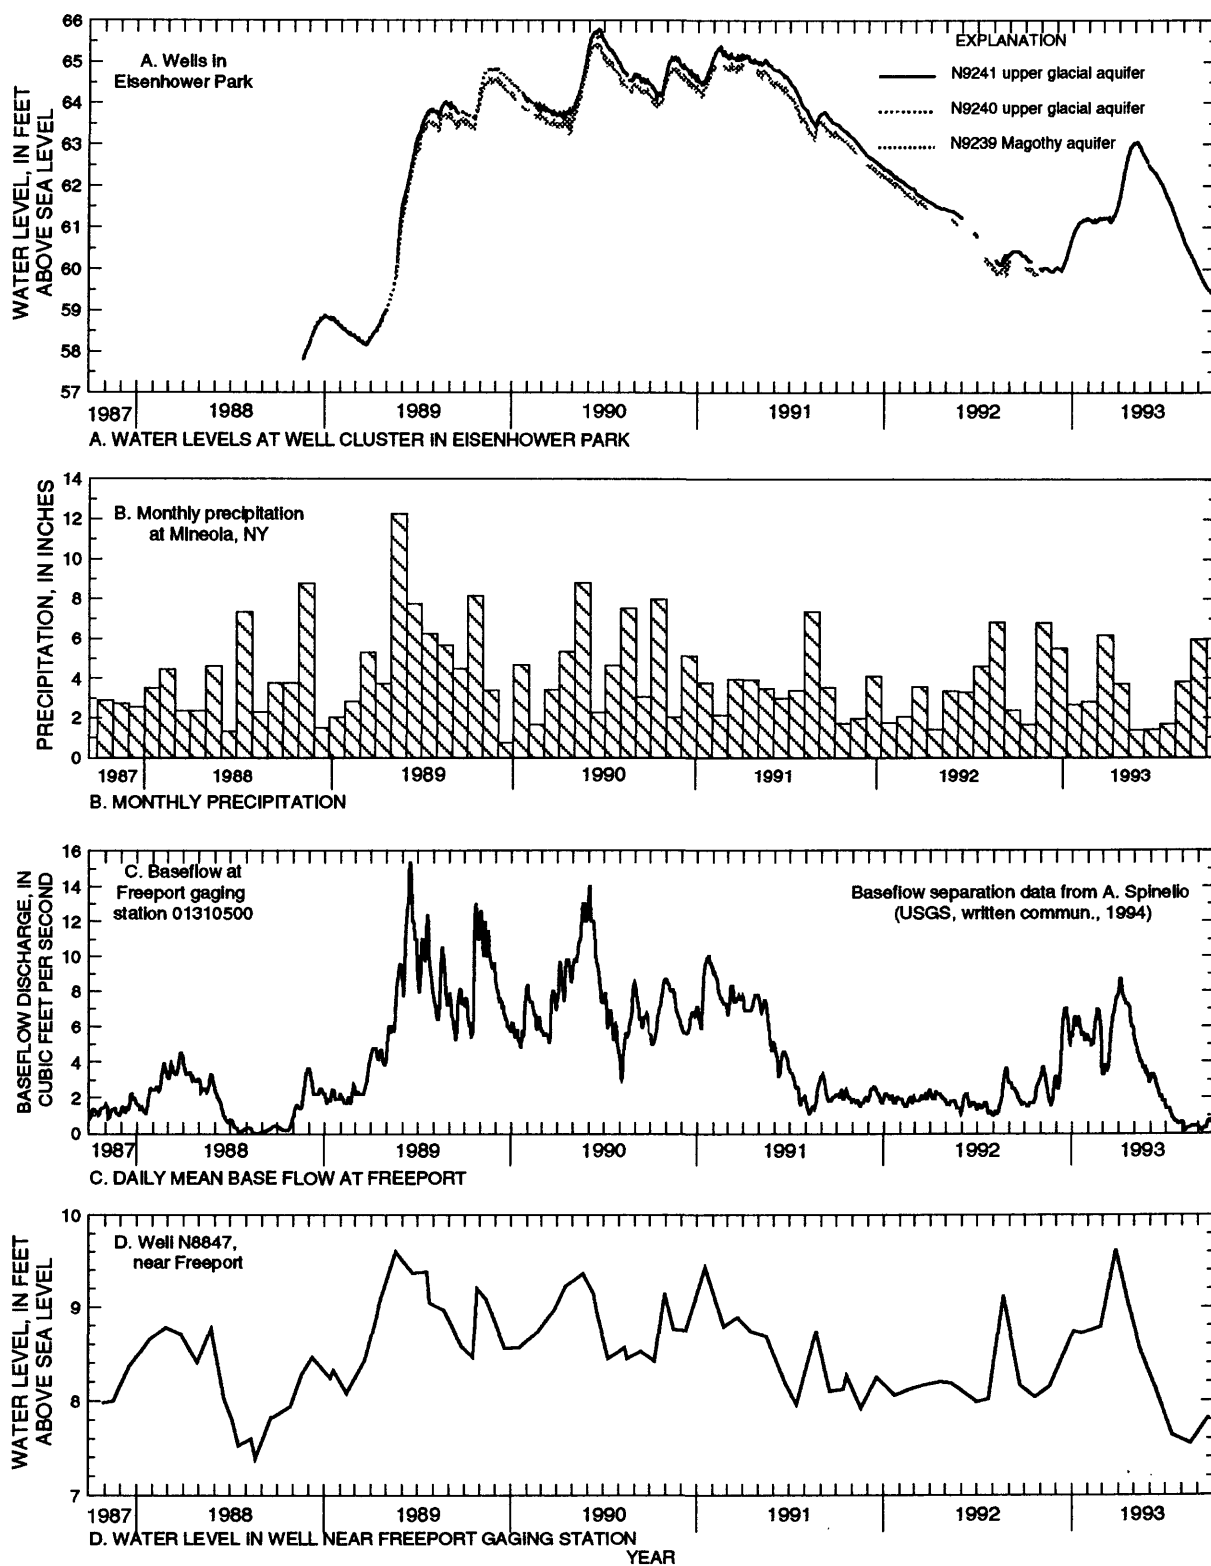 66
65
64
63
62
61
60
59
58
57
WATER LEVEL, IN FEET
ABOVE SEA LEVEL
A. Wells in
Eisenhower Park
EXPLANATION
N9241 upper glacial aquifer
N9240 upper glacial aquifer
N9239 Magothy aquifer
1987 1988 1989 1990 1991 1992 1993
A. WATER LEVELS AT WELL CLUSTER IN EISENHOWER PARK
14
12
10
8
6
4
2
0
PRECIPITATION, IN INCHES
B. Monthly precipitation
at Mineola, NY
1987 1988 1989 1990 1991 1992 1993
B. MONTHLY PRECIPITATION
16
14
12
10
8
6
4
2
0
BASEFLOW DISCHARGE, IN
CUBIC FEET PER SECOND
C. Baseflow at
Freeport gaging
station 01310500
Baseflow separation data from A. Spinello
(USGS, written commun., 1994)
1987 1988 1989 1990 1991 1992 1993
C. DAILY MEAN BASE FLOW AT FREEPORT
10
9
8
7
WATER LEVEL, IN FEET
ABOVE SEA LEVEL
D. Well N8847,
near Freeport
1987 1988 1989 1990 1991 1992 1993
D. WATER LEVEL IN WELL NEAR FREEPORT GAGING STATION
YEAR